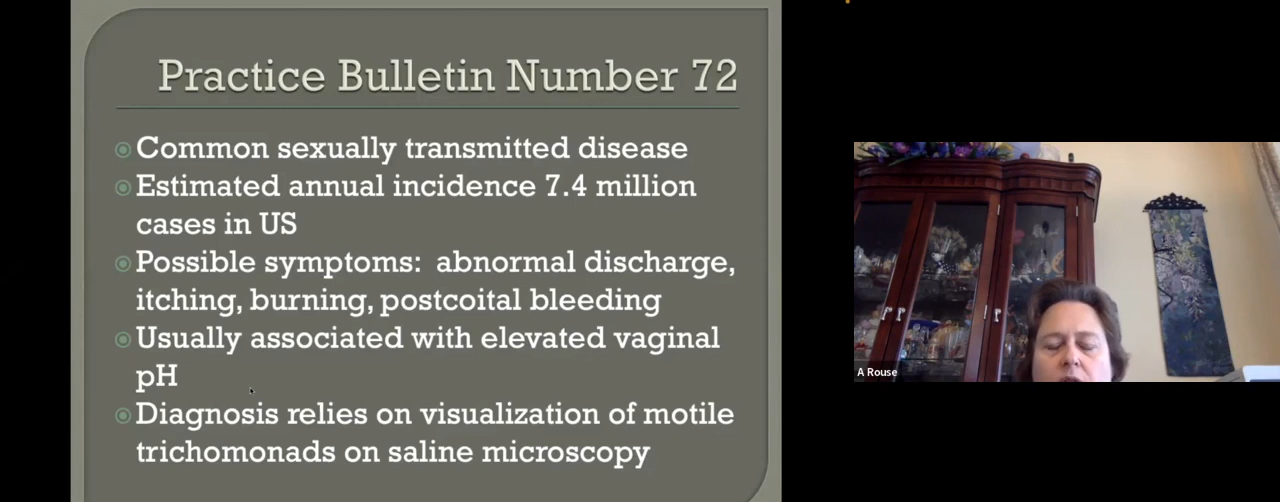 Practice Bulletin Number 72
Common sexually transmitted disease
Estimated annual incidence 7.4 million
cases in US
Possible symptoms:  abnormal discharge,
itching, burning, postcoital bleeding
Usually associated with elevated vaginal
pH
Diagnosis relies on visualization of motile
trichomonads on saline microscopy
A Rouse